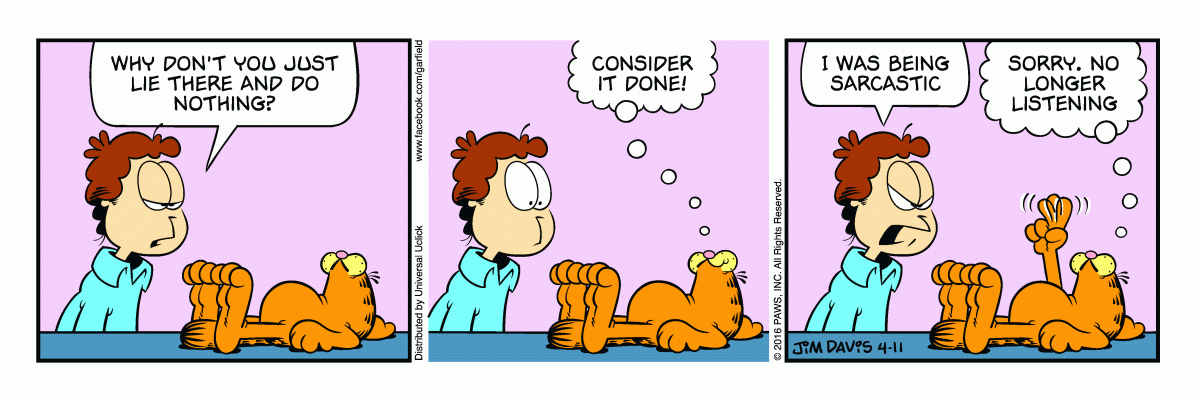 WHY DON'T YOU JUST
LIE THERE AND DO
NOTHING?
www.facebook.com/garfield
Distributed by Universal Uclick
CONSIDER
IT DONE!
© 2016 PAWS, INC. All Rights Reserved.
I WAS BEING
SARCASTIC
SORRY. NO
LONGER
LISTENING
JIM DAVIS 4-11